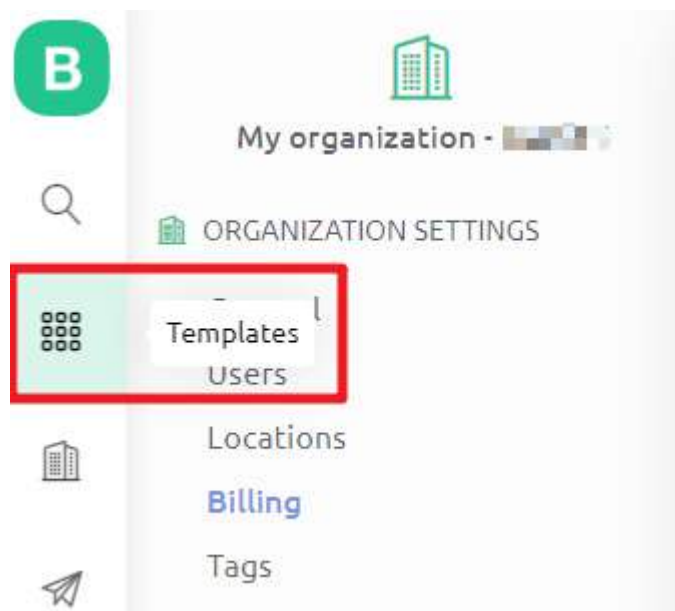 B
My organization -
ORGANIZATION SETTINGS
Templates
Users
Locations
Billing
Tags